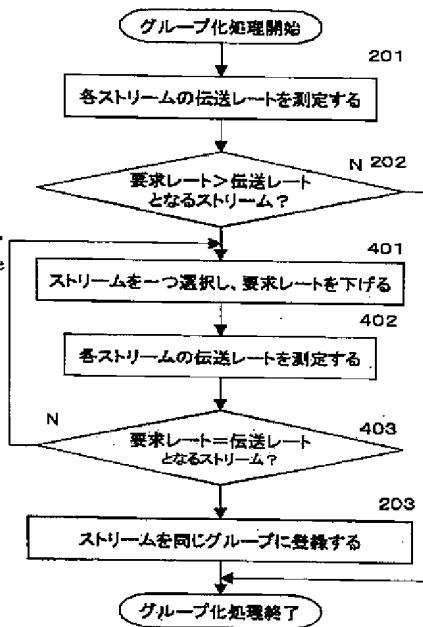 グループ化処理開始
201
各ストリームの伝送レートを測定する
N 202
要求レート>伝送レート
となるストリーム?
401
ストリームを一つ選択し、要求レートを下げる
402
各ストリームの伝送レートを測定する
N
403
要求レート=伝送レート
となるストリーム?
203
ストリームを同じグループに登録する
グループ化処理終了